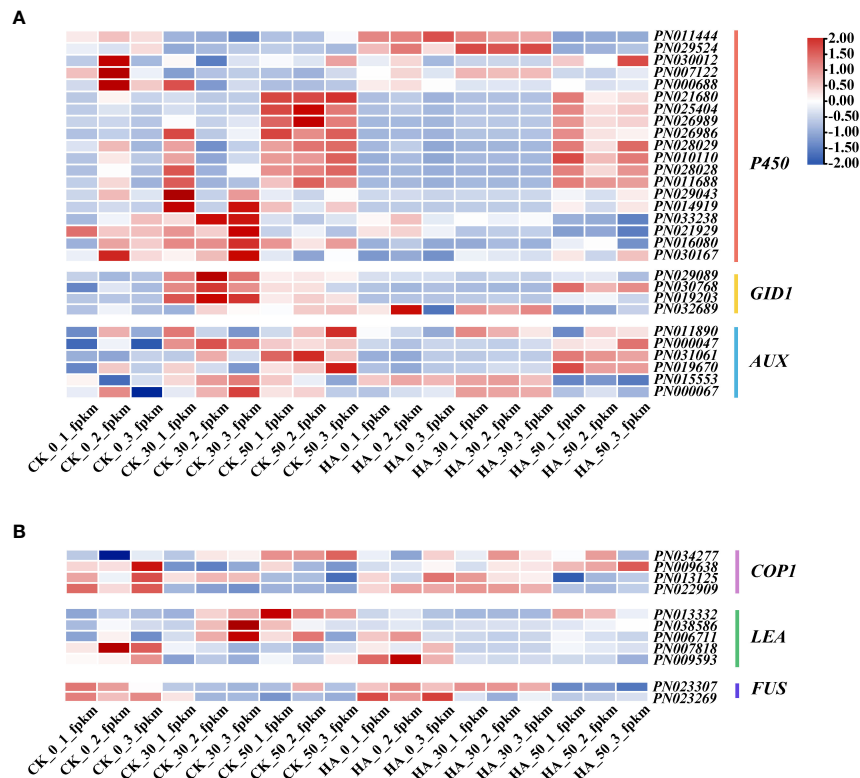 A
PN011444
PN029524
PN030012
PN007122
PN000688
PN021680
PN025404
PN026989
PN026986
PN028029
PN010110
PN028028
PN011688
PN029043
PN014919
PN033238
PN021929
PN016080
PN030167
P450
2.00
1.50
1.00
0.50
0.00
-0.50
-1.00
-1.50
-2.00
PN029089
PN030768
PN019203
PN032689
GID1
PN011890
PN000047
PN031061
PN019670
PN015553
PN000067
AUX
CK_0_1_fpkm
CK_0_2_fpkm
CK_0_3_fpkm
CK_30_1_fpkm
CK_30_2_fpkm
CK_30_3_fpkm
CK_50_1_fpkm
CK_50_2_fpkm
CK_50_3_fpkm
HA_0_1_fpkm
HA_0_2_fpkm
HA_0_3_fpkm
HA_30_1_fpkm
HA_30_2_fpkm
HA_30_3_fpkm
HA_50_1_fpkm
HA_50_2_fpkm
HA_50_3_fpkm
B
PN034277
PN009638
PN013125
PN022909
COP1
PN013332
PN038586
PN006711
PN007818
PN009593
LEA
PN023307
PN023269
FUS
CK_0_1_fpkm
CK_0_2_fpkm
CK_0_3_fpkm
CK_30_1_fpkm
CK_30_2_fpkm
CK_30_3_fpkm
CK_50_1_fpkm
CK_50_2_fpkm
CK_50_3_fpkm
HA_0_1_fpkm
HA_0_2_fpkm
HA_0_3_fpkm
HA_30_1_fpkm
HA_30_2_fpkm
HA_30_3_fpkm
HA_50_1_fpkm
HA_50_2_fpkm
HA_50_3_fpkm